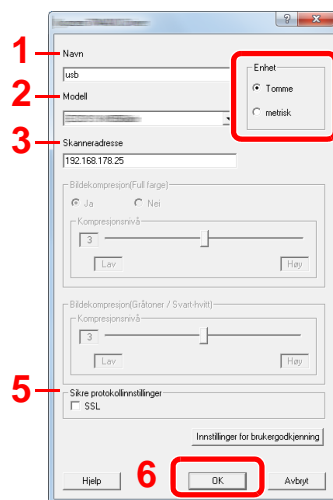 1
Navn
usb
Enhet
Tomme
metrisk
2
Modell
3
Skanneradresse
192.168.178.25
Bildekompresjon(Full farge)
Ja
Nei
Kompresjonsnivå
3
Lav
Høy
Bildekompresjon(Gråtoner / Svart-hvitt)
Kompresjonsnivå
3
Lav
Høy
5
Sikre protokollinnstillinger
SSL
Innstillinger for brukergodkjenning
6
Hjelp
OK
Avbryt